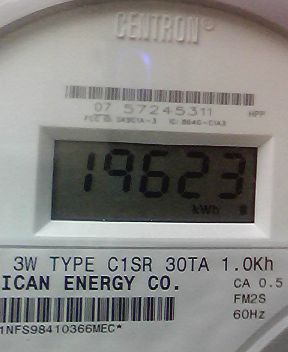 CENTRON®
07 57245311 HPP
19623
kWh
3W TYPE C1SR 30TA 1.0Kh
ICAN ENERGY CO. CA 0.5
FM2S
1NFS98410366MEC* 60Hz